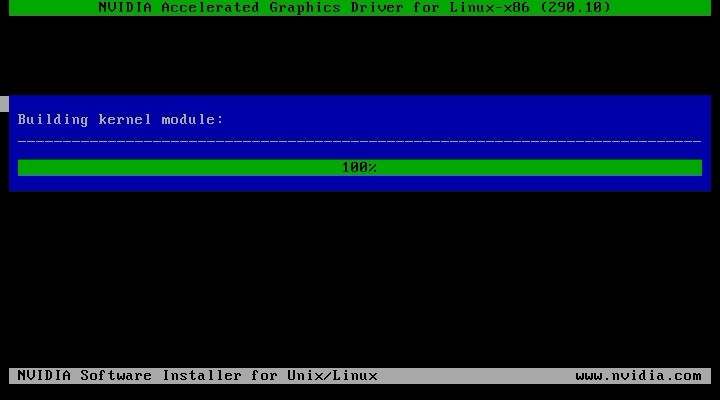 NVIDIA Accelerated Graphics Driver for Linux-x86 (290.10)
Building kernel module:
100%
NVIDIA Software Installer for Unix/Linux www.nvidia.com